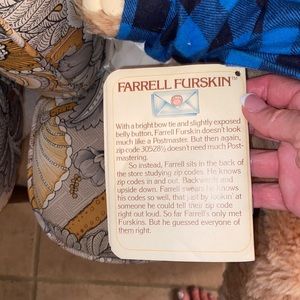 FARRELL FURSKIN™
With a bright bow tie and slightly exposed
belly button, Farrell Furskin doesn't look
much like a Postmaster. But then again,
zip code 30528½ doesn't need much Post-
mastering.
So instead, Farrell sits in the back of
the store studying zip codes. He knows
zip codes in and out. Backwards and
upside down. Farrell swears he knows
his codes so well, that just by lookin' at
someone he could tell their zip code
right out loud. So far Farrell's only met
Furskins. But he guessed everyone of
them right.